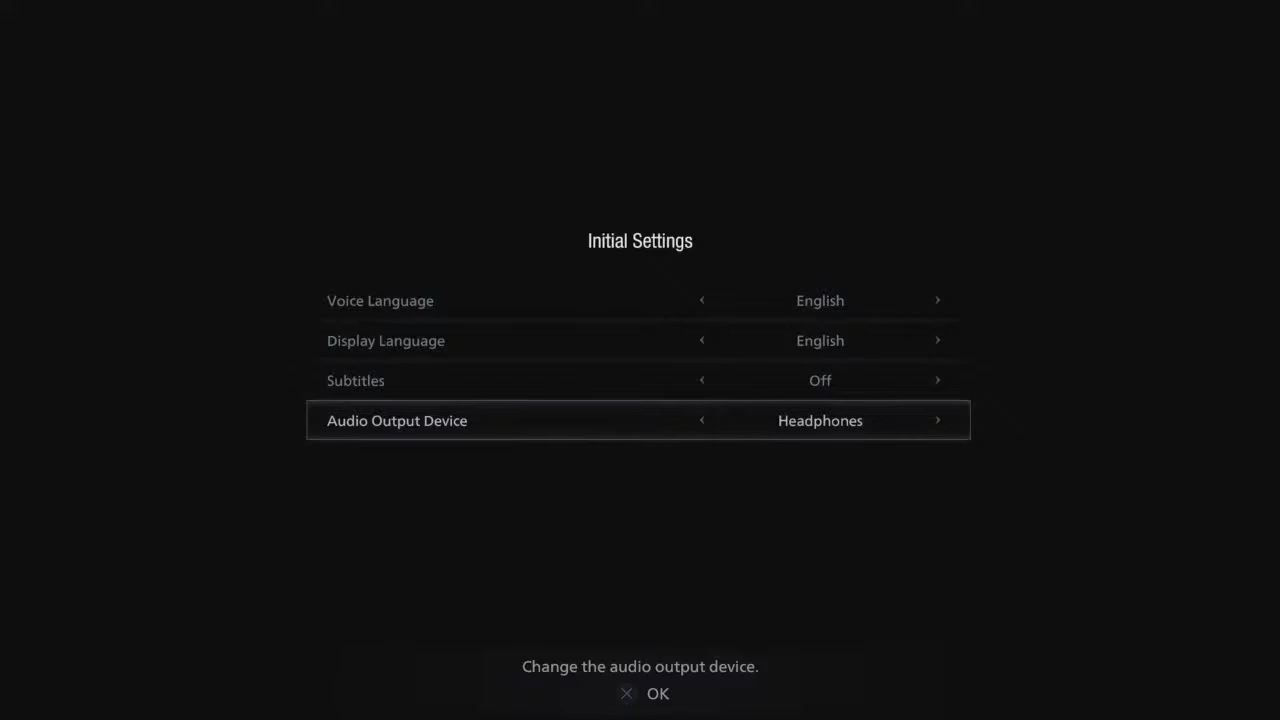 Initial Settings
Voice Language ‹ English ›
Display Language ‹ English ›
Subtitles ‹ Off ›
Audio Output Device ‹ Headphones ›
Change the audio output device.
OK